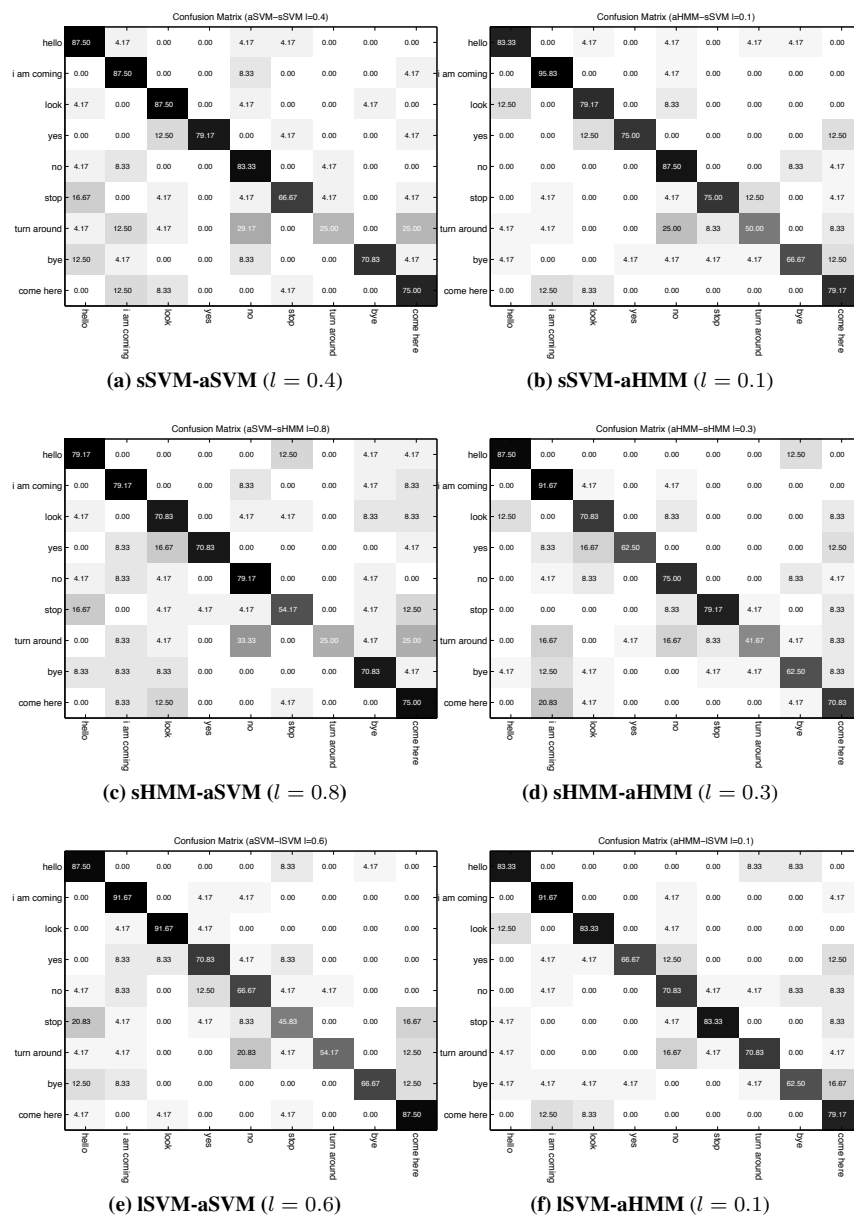 Confusion Matrix (aSVM−sSVM l=0.4)
hello 87.50 4.17 0.00 0.00 4.17 4.17 0.00 0.00 0.00
i am coming 0.00 87.50 0.00 0.00 8.33 0.00 0.00 0.00 4.17
look 4.17 0.00 87.50 0.00 4.17 0.00 0.00 4.17 0.00
yes 0.00 0.00 12.50 79.17 0.00 4.17 0.00 0.00 4.17
no 4.17 8.33 0.00 0.00 83.33 0.00 4.17 0.00 0.00
stop 16.67 0.00 4.17 0.00 4.17 66.67 4.17 0.00 4.17
turn around 4.17 12.50 4.17 0.00 29.17 0.00 25.00 0.00 25.00
bye 12.50 4.17 0.00 0.00 8.33 0.00 0.00 70.83 4.17
come here 0.00 12.50 8.33 0.00 0.00 4.17 0.00 0.00 75.00
hello i am coming look yes no stop turn around bye come here
(a) sSVM-aSVM (l = 0.4)
Confusion Matrix (aHMM−sSVM l=0.1)
hello 83.33 0.00 4.17 0.00 4.17 0.00 4.17 4.17 0.00
i am coming 0.00 95.83 0.00 0.00 4.17 0.00 0.00 0.00 0.00
look 12.50 0.00 79.17 0.00 8.33 0.00 0.00 0.00 0.00
yes 0.00 0.00 12.50 75.00 0.00 0.00 0.00 0.00 12.50
no 0.00 0.00 0.00 0.00 87.50 0.00 0.00 8.33 4.17
stop 0.00 4.17 0.00 0.00 4.17 75.00 12.50 0.00 4.17
turn around 4.17 4.17 0.00 0.00 25.00 8.33 50.00 0.00 8.33
bye 4.17 0.00 0.00 4.17 4.17 4.17 4.17 66.67 12.50
come here 0.00 12.50 8.33 0.00 0.00 0.00 0.00 0.00 79.17
hello i am coming look yes no stop turn around bye come here
(b) sSVM-aHMM (l = 0.1)
Confusion Matrix (aSVM−sHMM l=0.8)
hello 79.17 0.00 0.00 0.00 0.00 12.50 0.00 4.17 4.17
i am coming 0.00 79.17 0.00 0.00 8.33 0.00 0.00 4.17 8.33
look 4.17 0.00 70.83 0.00 4.17 4.17 0.00 8.33 8.33
yes 0.00 8.33 16.67 70.83 0.00 0.00 0.00 0.00 4.17
no 4.17 8.33 4.17 0.00 79.17 0.00 0.00 4.17 0.00
stop 16.67 0.00 4.17 4.17 4.17 54.17 0.00 4.17 12.50
turn around 0.00 8.33 4.17 0.00 33.33 0.00 25.00 4.17 25.00
bye 8.33 8.33 8.33 0.00 0.00 0.00 0.00 70.83 4.17
come here 0.00 8.33 12.50 0.00 0.00 4.17 0.00 0.00 75.00
hello i am coming look yes no stop turn around bye come here
(c) sHMM-aSVM (l = 0.8)
Confusion Matrix (aHMM−sHMM l=0.3)
hello 87.50 0.00 0.00 0.00 0.00 0.00 0.00 12.50 0.00
i am coming 0.00 91.67 4.17 0.00 4.17 0.00 0.00 0.00 0.00
look 12.50 0.00 70.83 0.00 8.33 0.00 0.00 0.00 8.33
yes 0.00 8.33 16.67 62.50 0.00 0.00 0.00 0.00 12.50
no 0.00 4.17 8.33 0.00 75.00 0.00 0.00 8.33 4.17
stop 0.00 0.00 0.00 0.00 8.33 79.17 4.17 0.00 8.33
turn around 0.00 16.67 0.00 4.17 16.67 8.33 41.67 4.17 8.33
bye 4.17 12.50 4.17 0.00 0.00 4.17 4.17 62.50 8.33
come here 0.00 20.83 4.17 0.00 0.00 0.00 0.00 4.17 70.83
hello i am coming look yes no stop turn around bye come here
(d) sHMM-aHMM (l = 0.3)
Confusion Matrix (aSVM−lSVM l=0.6)
hello 87.50 0.00 0.00 0.00 0.00 8.33 0.00 4.17 0.00
i am coming 0.00 91.67 0.00 4.17 4.17 0.00 0.00 0.00 0.00
look 0.00 4.17 91.67 4.17 0.00 0.00 0.00 0.00 0.00
yes 0.00 8.33 8.33 70.83 4.17 8.33 0.00 0.00 0.00
no 4.17 8.33 0.00 12.50 66.67 4.17 4.17 0.00 0.00
stop 20.83 4.17 0.00 4.17 8.33 45.83 0.00 0.00 16.67
turn around 4.17 4.17 0.00 0.00 20.83 4.17 54.17 0.00 12.50
bye 12.50 8.33 0.00 0.00 0.00 0.00 0.00 66.67 12.50
come here 4.17 0.00 4.17 0.00 0.00 4.17 0.00 0.00 87.50
hello i am coming look yes no stop turn around bye come here
(e) lSVM-aSVM (l = 0.6)
Confusion Matrix (aHMM−lSVM l=0.1)
hello 83.33 0.00 0.00 0.00 0.00 0.00 8.33 8.33 0.00
i am coming 0.00 91.67 0.00 0.00 4.17 0.00 0.00 0.00 4.17
look 12.50 0.00 83.33 0.00 4.17 0.00 0.00 0.00 0.00
yes 0.00 4.17 4.17 66.67 12.50 0.00 0.00 0.00 12.50
no 0.00 4.17 0.00 0.00 70.83 4.17 4.17 8.33 8.33
stop 4.17 0.00 0.00 0.00 4.17 83.33 0.00 0.00 8.33
turn around 4.17 0.00 0.00 0.00 16.67 4.17 70.83 0.00 4.17
bye 4.17 4.17 4.17 4.17 0.00 0.00 4.17 62.50 16.67
come here 0.00 12.50 8.33 0.00 0.00 0.00 0.00 0.00 79.17
hello i am coming look yes no stop turn around bye come here
(f) lSVM-aHMM (l = 0.1)